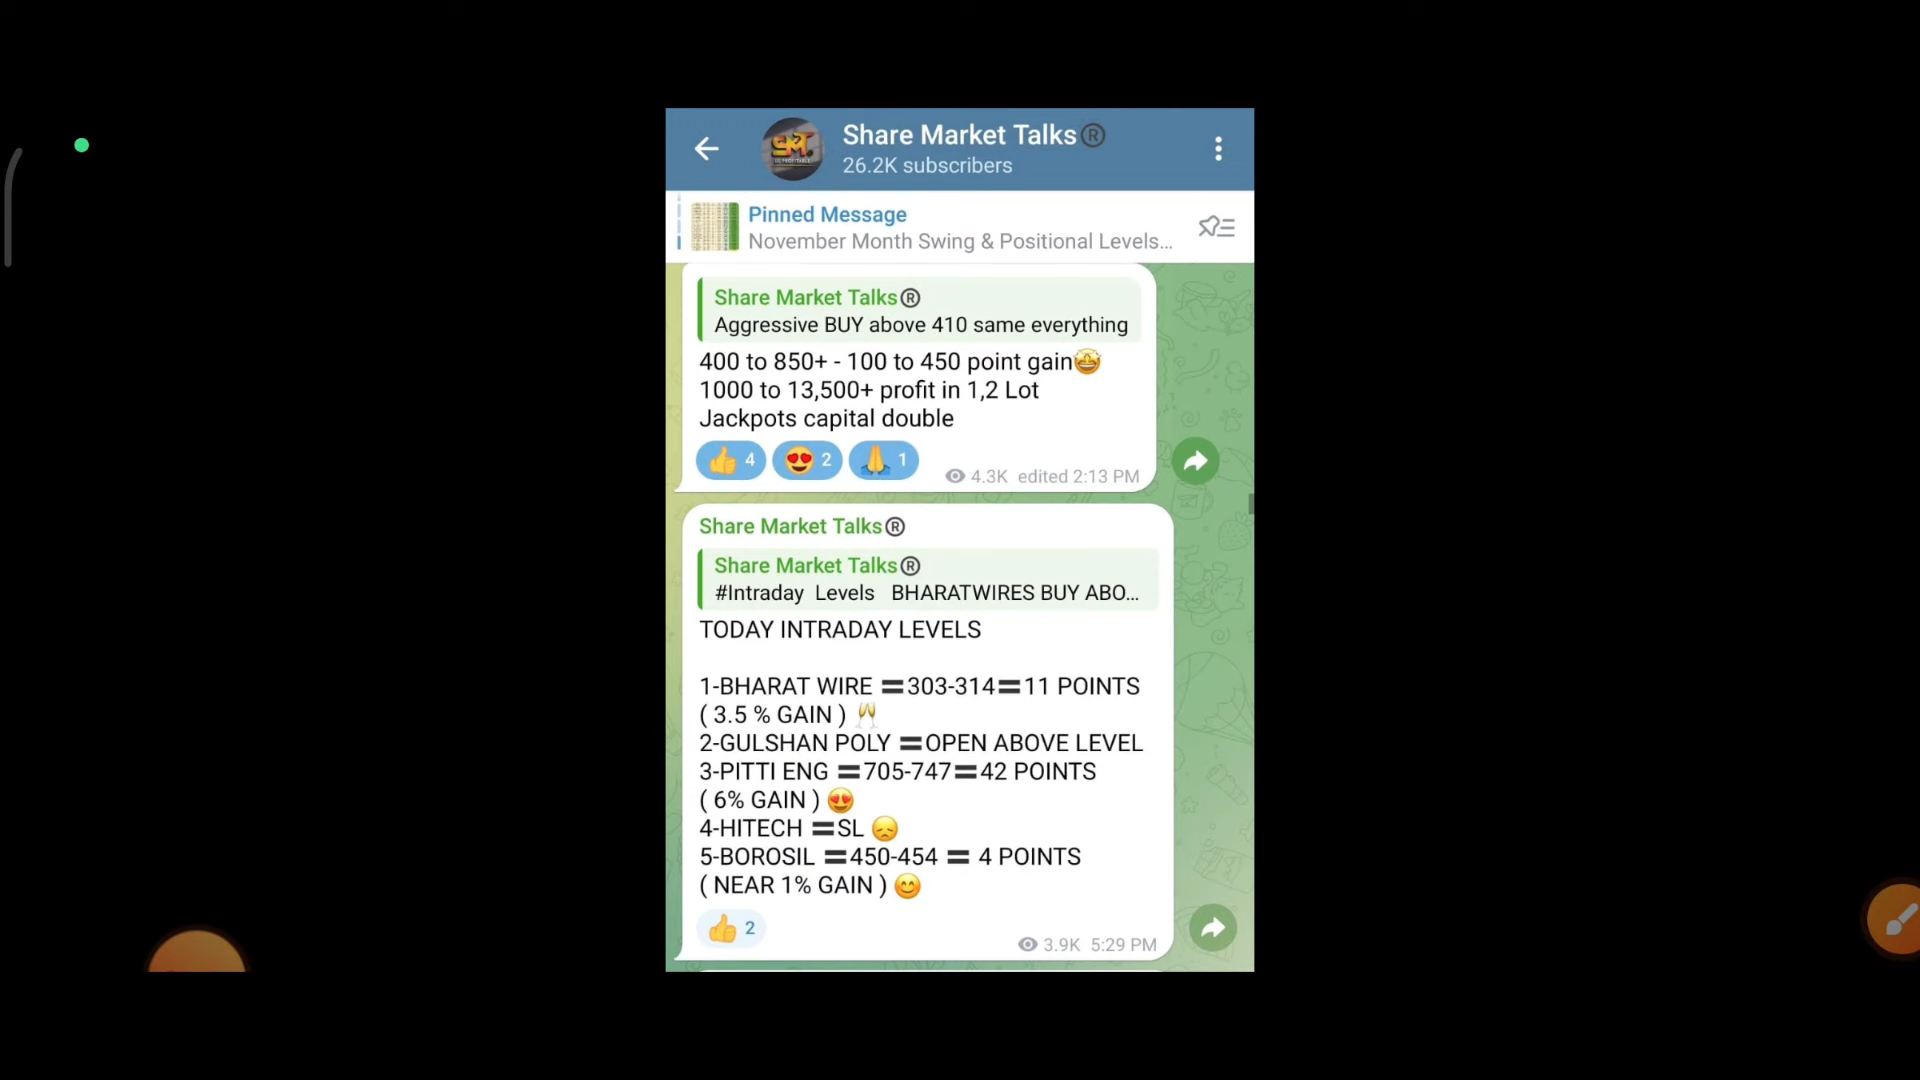 Share Market Talks®
26.2K subscribers
Pinned Message
November Month Swing & Positional Levels...
Share Market Talks®
Aggressive BUY above 410 same everything
400 to 850+ - 100 to 450 point gain🤩
1000 to 13,500+ profit in 1,2 Lot
Jackpots capital double
👍 4 😍 2 🙏 1
4.3K edited 2:13 PM
Share Market Talks®
Share Market Talks®
#Intraday Levels BHARATWIRES BUY ABO...
TODAY INTRADAY LEVELS
1-BHARAT WIRE 🟰303-314🟰11 POINTS
( 3.5 % GAIN ) 🥂
2-GULSHAN POLY 🟰OPEN ABOVE LEVEL
3-PITTI ENG 🟰705-747🟰42 POINTS
( 6% GAIN ) 😍
4-HITECH 🟰SL 😞
5-BOROSIL 🟰450-454 🟰 4 POINTS
( NEAR 1% GAIN ) 😊
👍 2
3.9K 5:29 PM